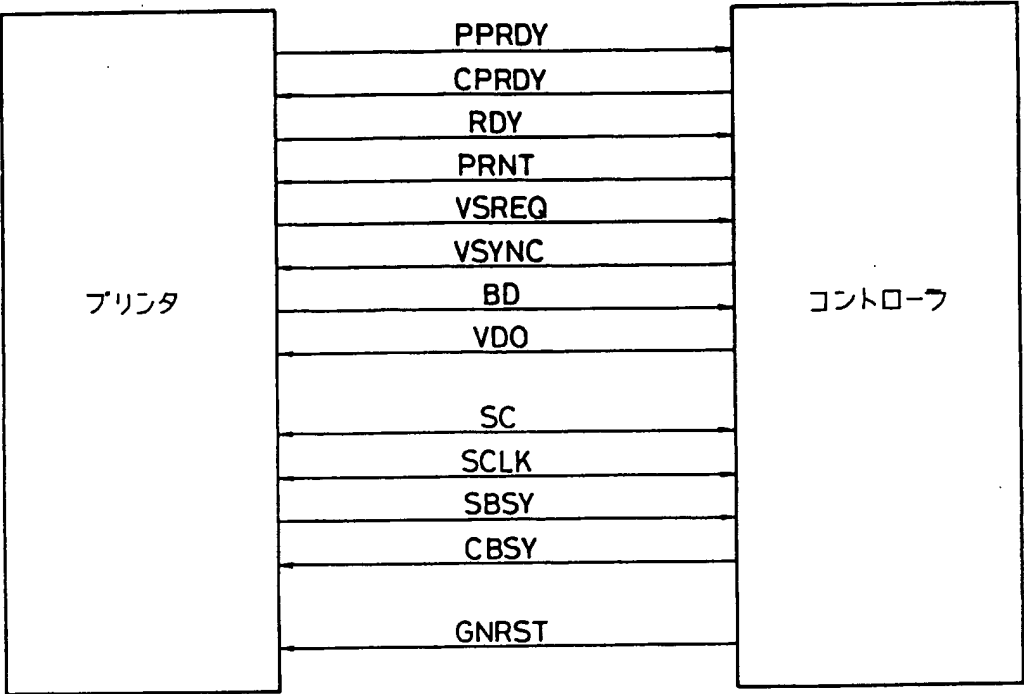 PPRDY
CPRDY
RDY
PRNT
VSREQ
VSYNC
プリンタ
BD
コントローラ
VDO
SC
SCLK
SBSY
CBSY
GNRST